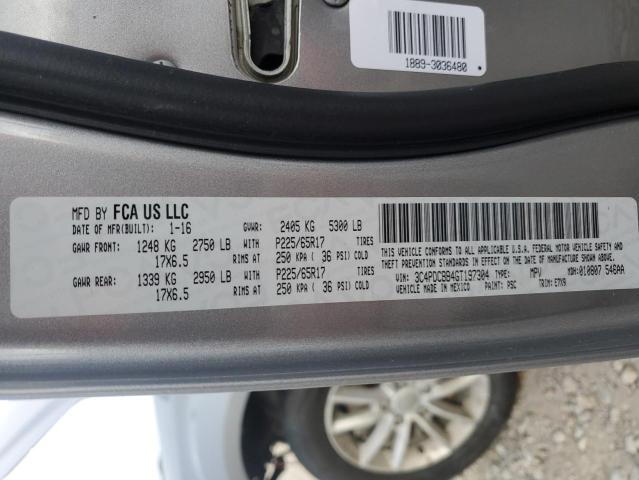 1889-3036480
MFD BY FCA US LLC
DATE OF MFR(BUILT): 1-16 GVWR: 2405 KG 5300 LB
GAWR FRONT: 1248 KG 2750 LB WITH P225/65R17 TIRES
17X6.5 RIMS AT 250 KPA( 36 PSI) COLD
GAWR REAR: 1339 KG 2950 LB WITH P225/65R17 TIRES
17X6.5 RIMS AT 250 KPA( 36 PSI) COLD
THIS VEHICLE CONFORMS TO ALL APPLICABLE U.S.A. FEDERAL MOTOR VEHICLE SAFETY AND
THEFT PREVENTION STANDARDS IN EFFECT ON THE DATE OF MANUFACTURE SHOWN ABOVE.
VIN: 3C4PDCBB4GT197304 TYPE: MPV MDH: 010807 548AA
VEHICLE MADE IN MEXICO PAINT: PSC TRIM: E7X9